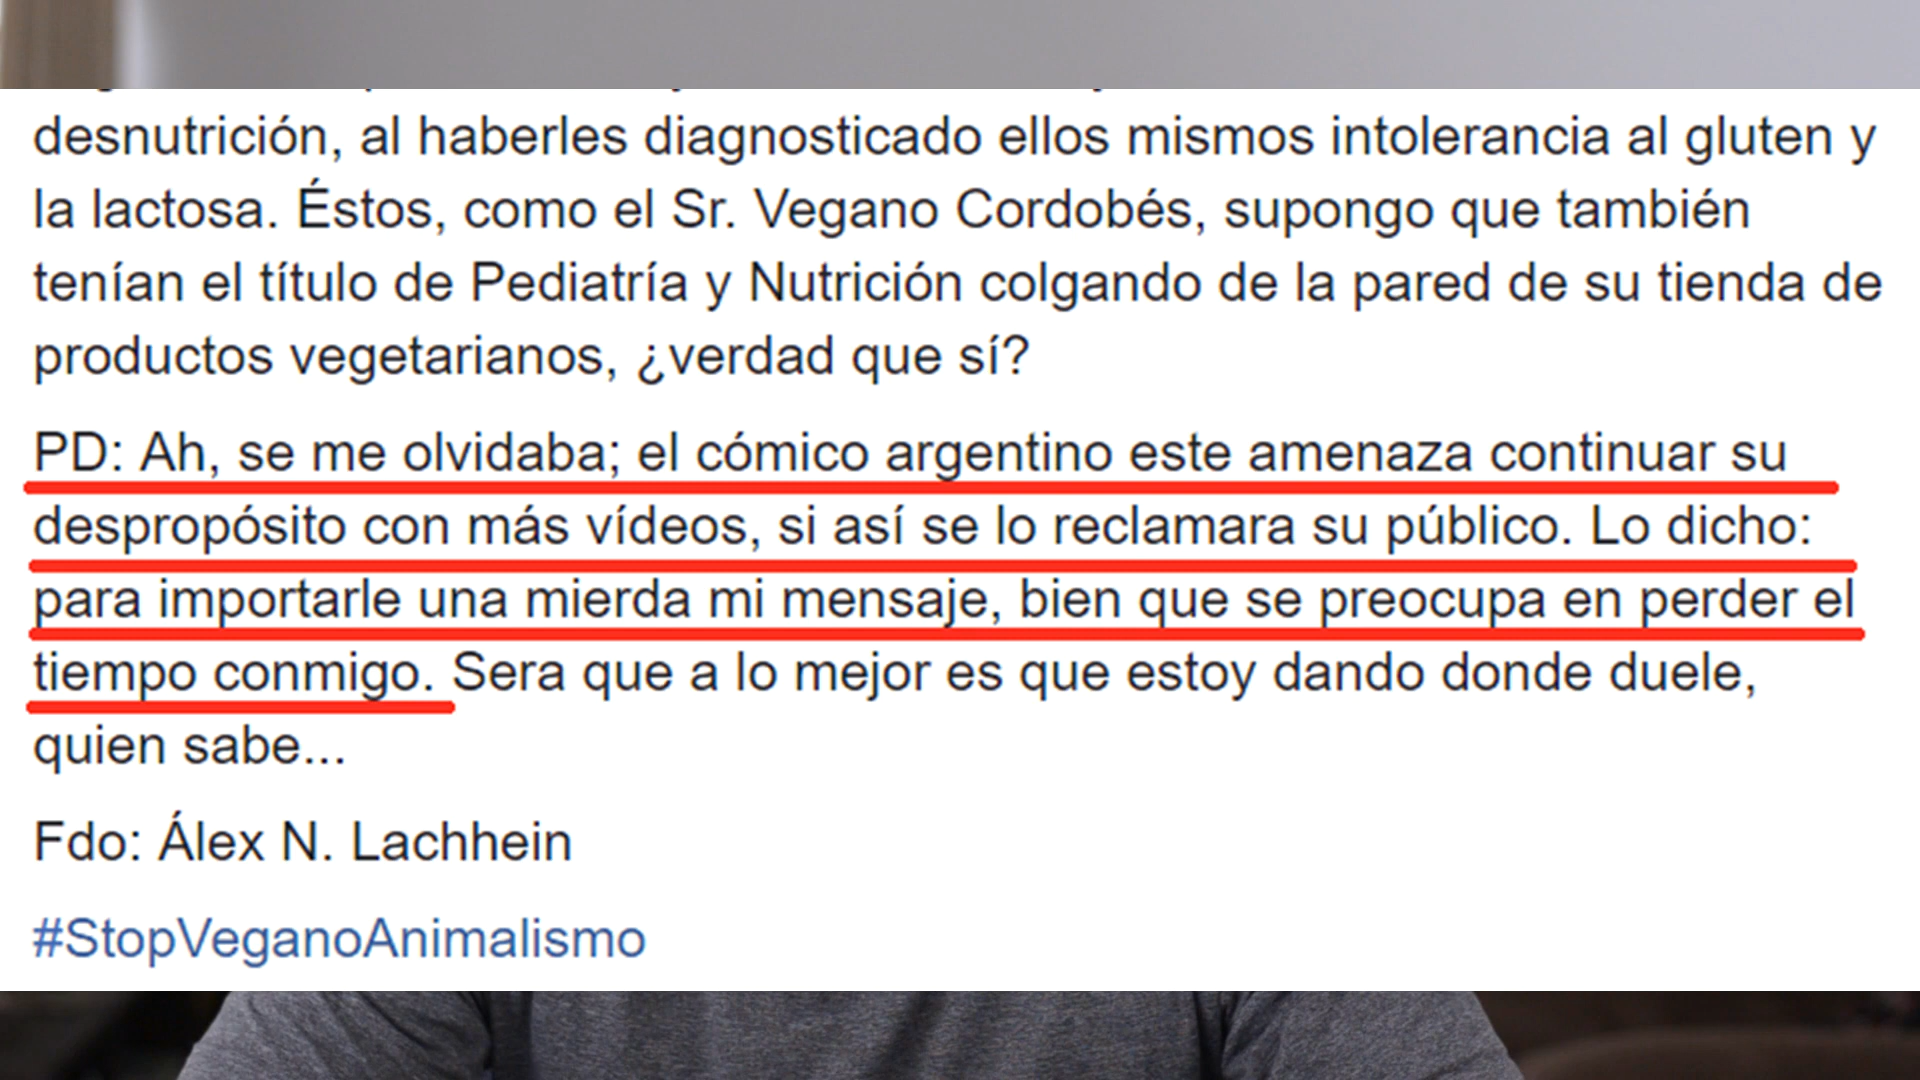 desnutrición, al haberles diagnosticado ellos mismos intolerancia al gluten y
la lactosa. Éstos, como el Sr. Vegano Cordobés, supongo que también
tenían el título de Pediatría y Nutrición colgando de la pared de su tienda de
productos vegetarianos, ¿verdad que sí?
PD: Ah, se me olvidaba; el cómico argentino este amenaza continuar su
despropósito con más vídeos, si así se lo reclamara su público. Lo dicho:
para importarle una mierda mi mensaje, bien que se preocupa en perder el
tiempo conmigo. Sera que a lo mejor es que estoy dando donde duele,
quien sabe...
Fdo: Álex N. Lachhein
#StopVeganoAnimalismo